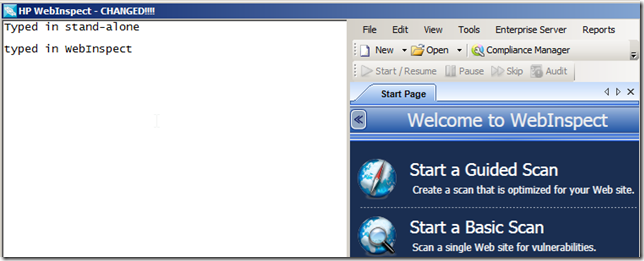 HP WebInspect - CHANGED!!!!
Typed in stand-alone
typed in WebInspect
File Edit View Tools Enterprise Server Reports
New Open Compliance Manager
Start / Resume Pause Skip Audit
Start Page
Welcome to WebInspect
Start a Guided Scan
Create a scan that is optimized for your Web site.
Start a Basic Scan
Scan a single Web site for vulnerabilities.